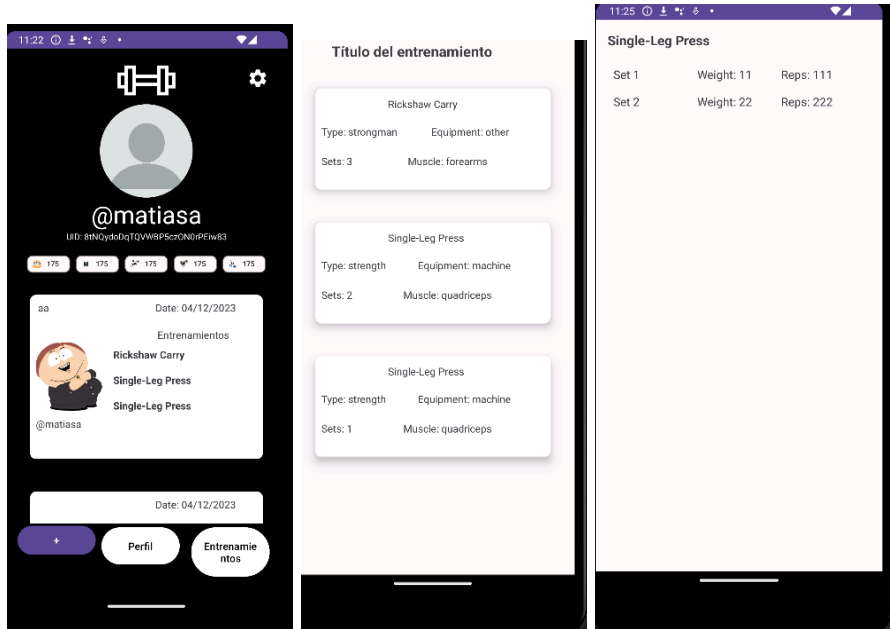 11:22
@matiasa
UID: 8tNQydoDqTQVWBP5czON0rPEiw83
175 175 175 175 175
aa Date: 04/12/2023
Entrenamientos
Rickshaw Carry
Single-Leg Press
Single-Leg Press
@matiasa
Date: 04/12/2023
+ Perfil Entrenamie
ntos
Título del entrenamiento
Rickshaw Carry
Type: strongman Equipment: other
Sets: 3 Muscle: forearms
Single-Leg Press
Type: strength Equipment: machine
Sets: 2 Muscle: quadriceps
Single-Leg Press
Type: strength Equipment: machine
Sets: 1 Muscle: quadriceps
11:25
Single-Leg Press
Set 1 Weight: 11 Reps: 111
Set 2 Weight: 22 Reps: 222